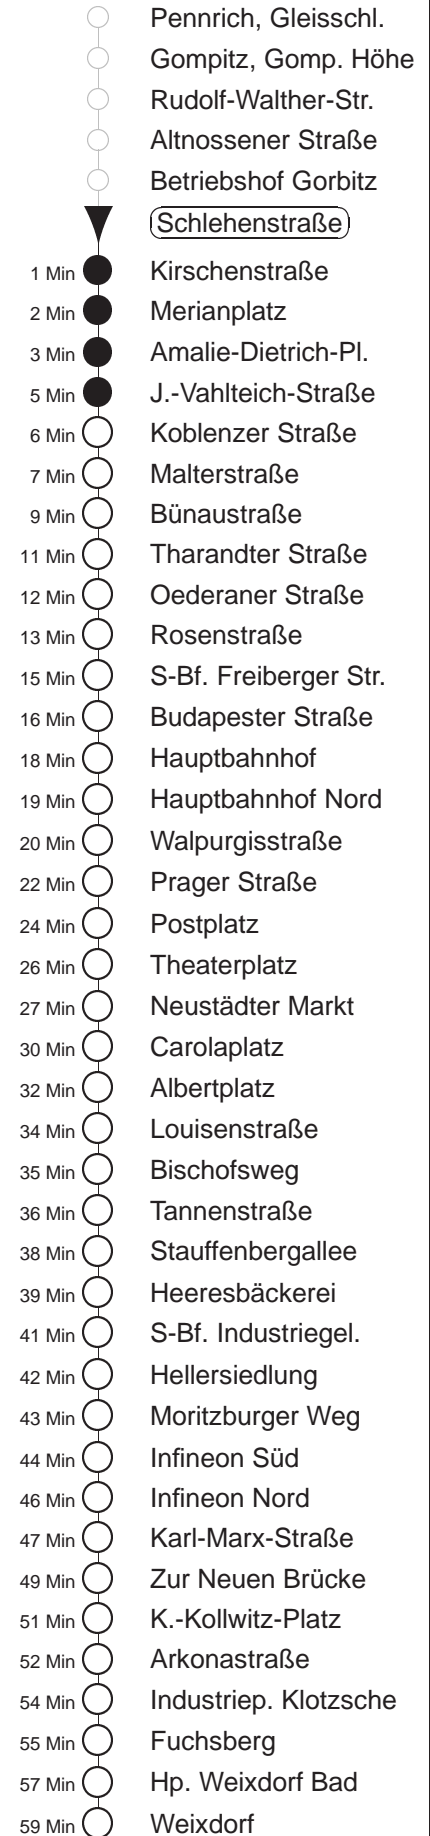 Pennrich, Gleisschl.
Gompitz, Gomp. Höhe
Rudolf-Walther-Str.
Altnossener Straße
Betriebshof Gorbitz
Schlehenstraße
1 Min Kirschenstraße
2 Min Merianplatz
3 Min Amalie-Dietrich-Pl.
5 Min J.-Vahlteich-Straße
6 Min Koblenzer Straße
7 Min Malterstraße
9 Min Bünaustraße
11 Min Tharandter Straße
12 Min Oederaner Straße
13 Min Rosenstraße
15 Min S-Bf. Freiberger Str.
16 Min Budapester Straße
18 Min Hauptbahnhof
19 Min Hauptbahnhof Nord
20 Min Walpurgisstraße
22 Min Prager Straße
24 Min Postplatz
26 Min Theaterplatz
27 Min Neustädter Markt
30 Min Carolaplatz
32 Min Albertplatz
34 Min Louisenstraße
35 Min Bischofsweg
36 Min Tannenstraße
38 Min Stauffenbergallee
39 Min Heeresbäckerei
41 Min S-Bf. Industriegel.
42 Min Hellersiedlung
43 Min Moritzburger Weg
44 Min Infineon Süd
46 Min Infineon Nord
47 Min Karl-Marx-Straße
49 Min Zur Neuen Brücke
51 Min K.-Kollwitz-Platz
52 Min Arkonastraße
54 Min Industriep. Klotzsche
55 Min Fuchsberg
57 Min Hp. Weixdorf Bad
59 Min Weixdorf